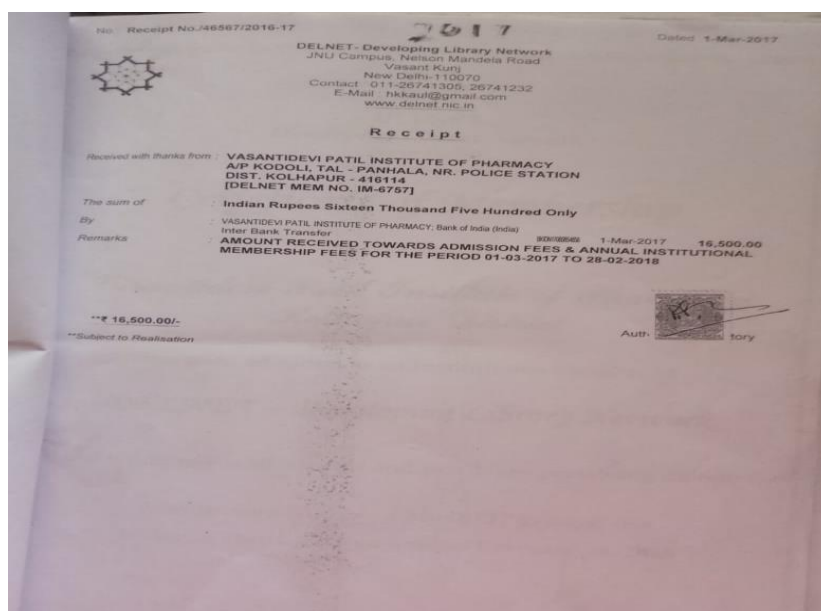 No : Receipt No./46567/2016-17
2017
Dated 1-Mar-2017
DELNET- Developing Library Network
JNU Campus, Nelson Mandela Road
Vasant Kunj
New Delhi-110070
Contact : 011-26741305, 26741232
E-Mail : hkkaul@gmail.com
www.delnet.nic.in
Receipt
Received with thanks from : VASANTIDEVI PATIL INSTITUTE OF PHARMACY
A/P KODOLI, TAL - PANHALA, NR. POLICE STATION
DIST. KOLHAPUR - 416114
[DELNET MEM NO. IM-6757]
The sum of : Indian Rupees Sixteen Thousand Five Hundred Only
By : VASANTIDEVI PATIL INSTITUTE OF PHARMACY; Bank of India (India)
Inter Bank Transfer 1-Mar-2017 16,500.00
Remarks : AMOUNT RECEIVED TOWARDS ADMISSION FEES & ANNUAL INSTITUTIONAL
MEMBERSHIP FEES FOR THE PERIOD 01-03-2017 TO 28-02-2018
**₹ 16,500.00/-
**Subject to Realisation
Auth tory